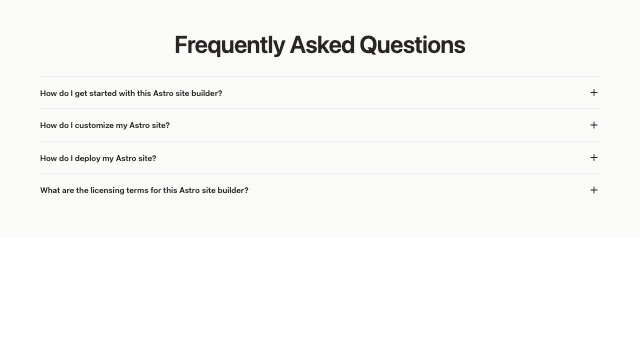 Frequently Asked Questions
How do I get started with this Astro site builder?
How do I customize my Astro site?
How do I deploy my Astro site?
What are the licensing terms for this Astro site builder?